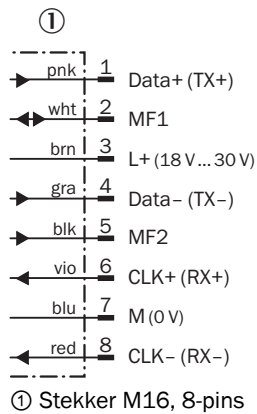 ①
pnk 1 Data+ (TX+)
wht 2 MF1
brn 3 L+ (18 V... 30 V)
gra 4 Data– (TX–)
blk 5 MF2
vio 6 CLK+ (RX+)
blu 7 M (0 V)
red 8 CLK– (RX–)
① Stekker M16, 8-pins